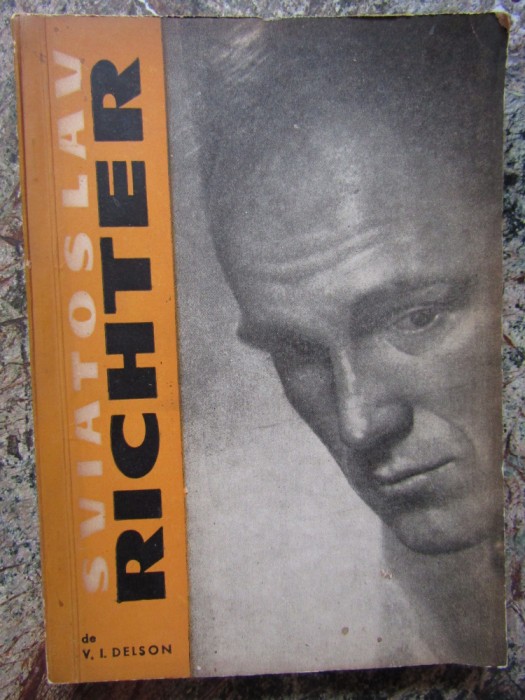 SVIATOSLAV
RICHTER
de
V. I. DELSON